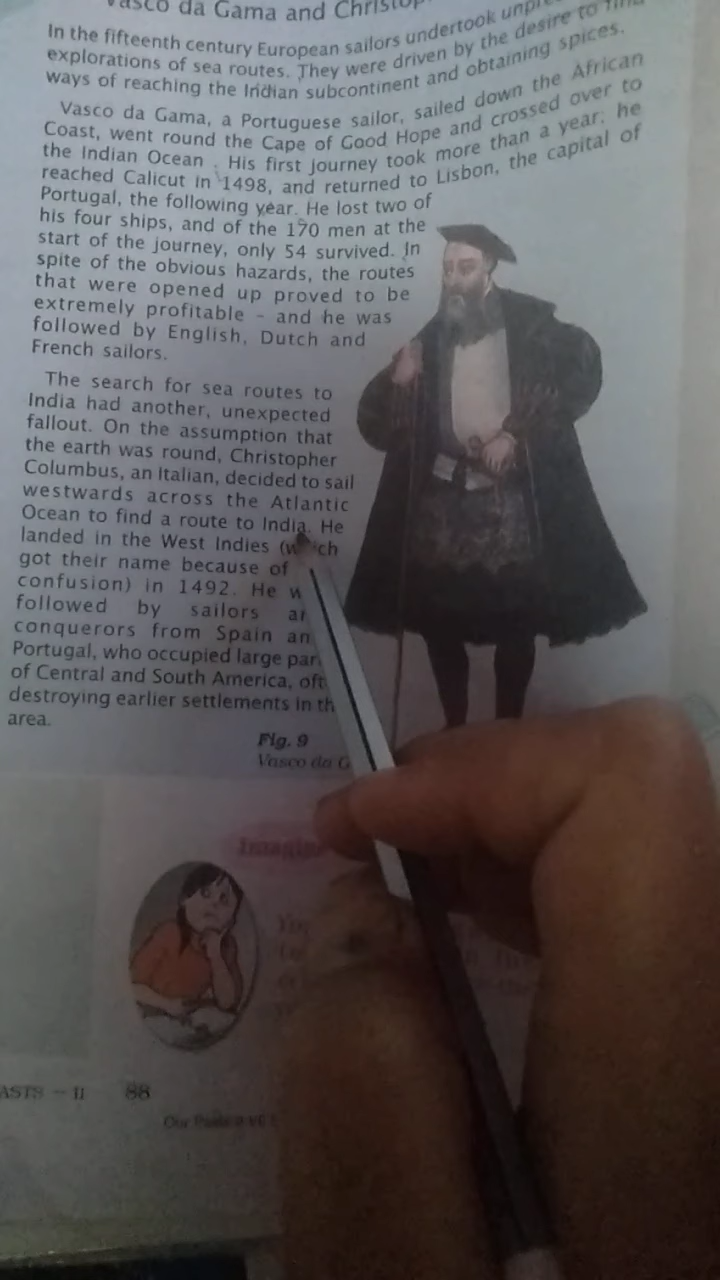 Vasco da Gama and
In the fifteenth century European sailors undertook
explorations of sea routes. They were driven by the desire to find
ways of reaching the Indian subcontinent and obtaining spices.
Vasco da Gama, a Portuguese sailor, sailed down the African
Coast, went round the Cape of Good Hope and crossed over to
the Indian Ocean. His first journey took more than a year; he
reached Calicut in 1498, and returned to Lisbon, the capital of
Portugal, the following year. He lost two of
his four ships, and of the 170 men at the
start of the journey, only 54 survived. In
spite of the obvious hazards, the routes
that were opened up proved to be
extremely profitable – and he was
followed by English, Dutch and
French sailors.
The search for sea routes to
India had another, unexpected
fallout. On the assumption that
the earth was round, Christopher
Columbus, an Italian, decided to sail
westwards across the Atlantic
Ocean to find a route to India. He
landed in the West Indies (which
got their name because of
confusion) in 1492. He
followed by sailors
conquerors from Spain
Portugal, who occupied large
of Central and South America,
destroying earlier settlements in
area.
Fig. 9
Vasco da
II 88